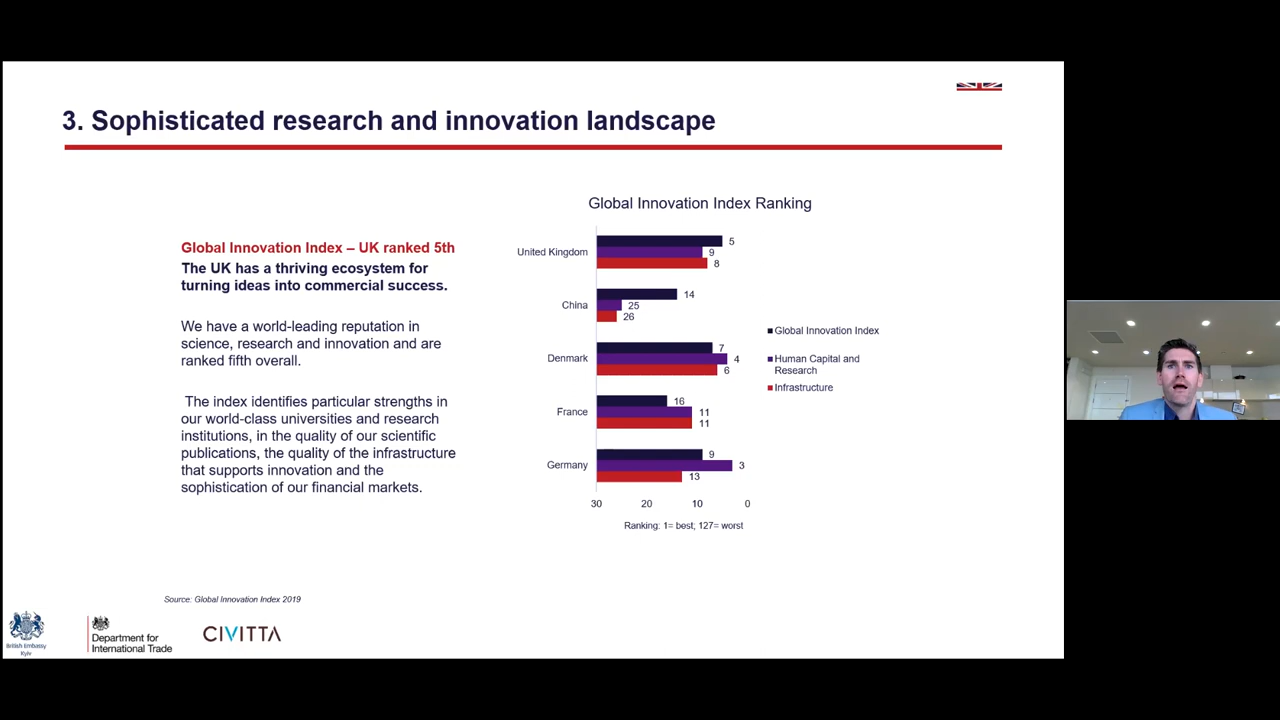 3. Sophisticated research and innovation landscape
Global Innovation Index – UK ranked 5th
The UK has a thriving ecosystem for
turning ideas into commercial success.
We have a world-leading reputation in
science, research and innovation and are
ranked fifth overall.
The index identifies particular strengths in
our world-class universities and research
institutions, in the quality of our scientific
publications, the quality of the infrastructure
that supports innovation and the
sophistication of our financial markets.
Global Innovation Index Ranking
United Kingdom
5
9
8
China
14
25
26
Denmark
7
4
6
France
16
11
11
Germany
9
3
13
30 20 10 0
Ranking: 1= best; 127= worst
Global Innovation Index
Human Capital and
Research
Infrastructure
Source: Global Innovation Index 2019
British Embassy
Kyiv
Department for
International Trade
CIVITTA